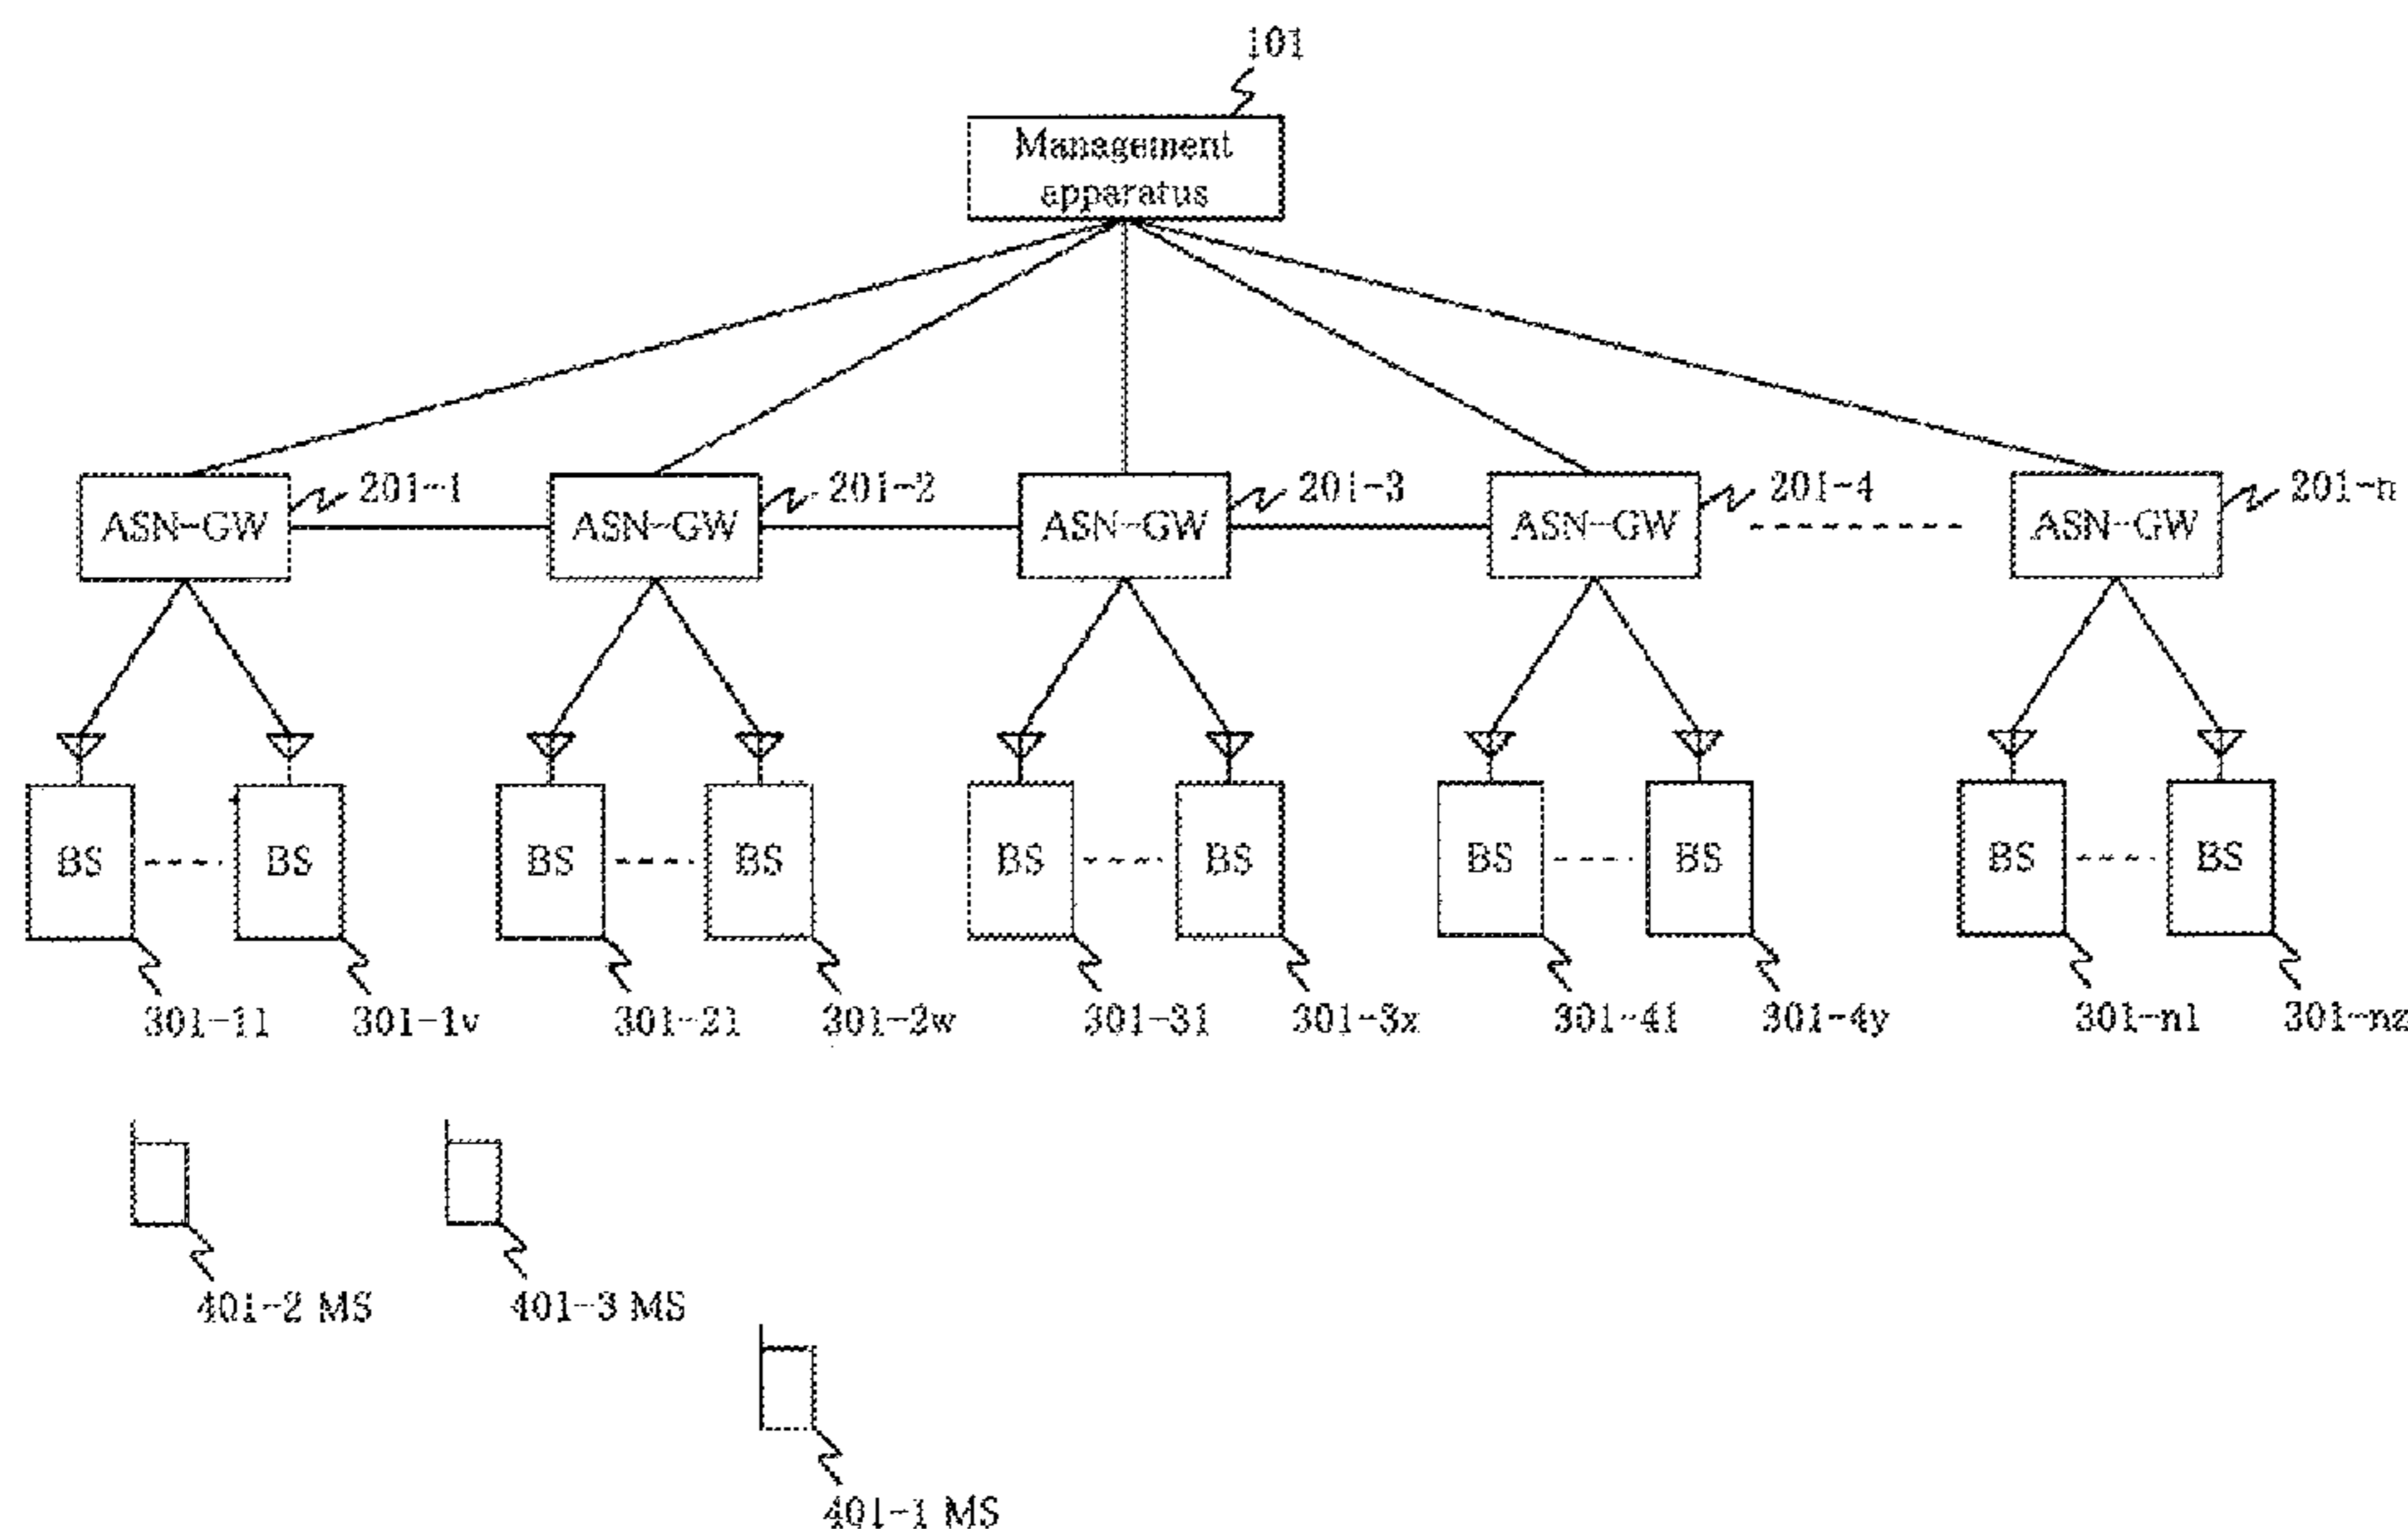 101
Management
apparatus
201-1
201-2
201-3
201-4
201-n
ASN-GW
ASN-GW
ASN-GW
ASN-GW
ASN-GW
BS
BS
BS
BS
BS
BS
BS
BS
BS
BS
301-11
301-1v
301-21
301-2w
301-31
301-3x
301-41
301-4y
301-n1
301-nz
401-2 MS
401-3 MS
401-1 MS